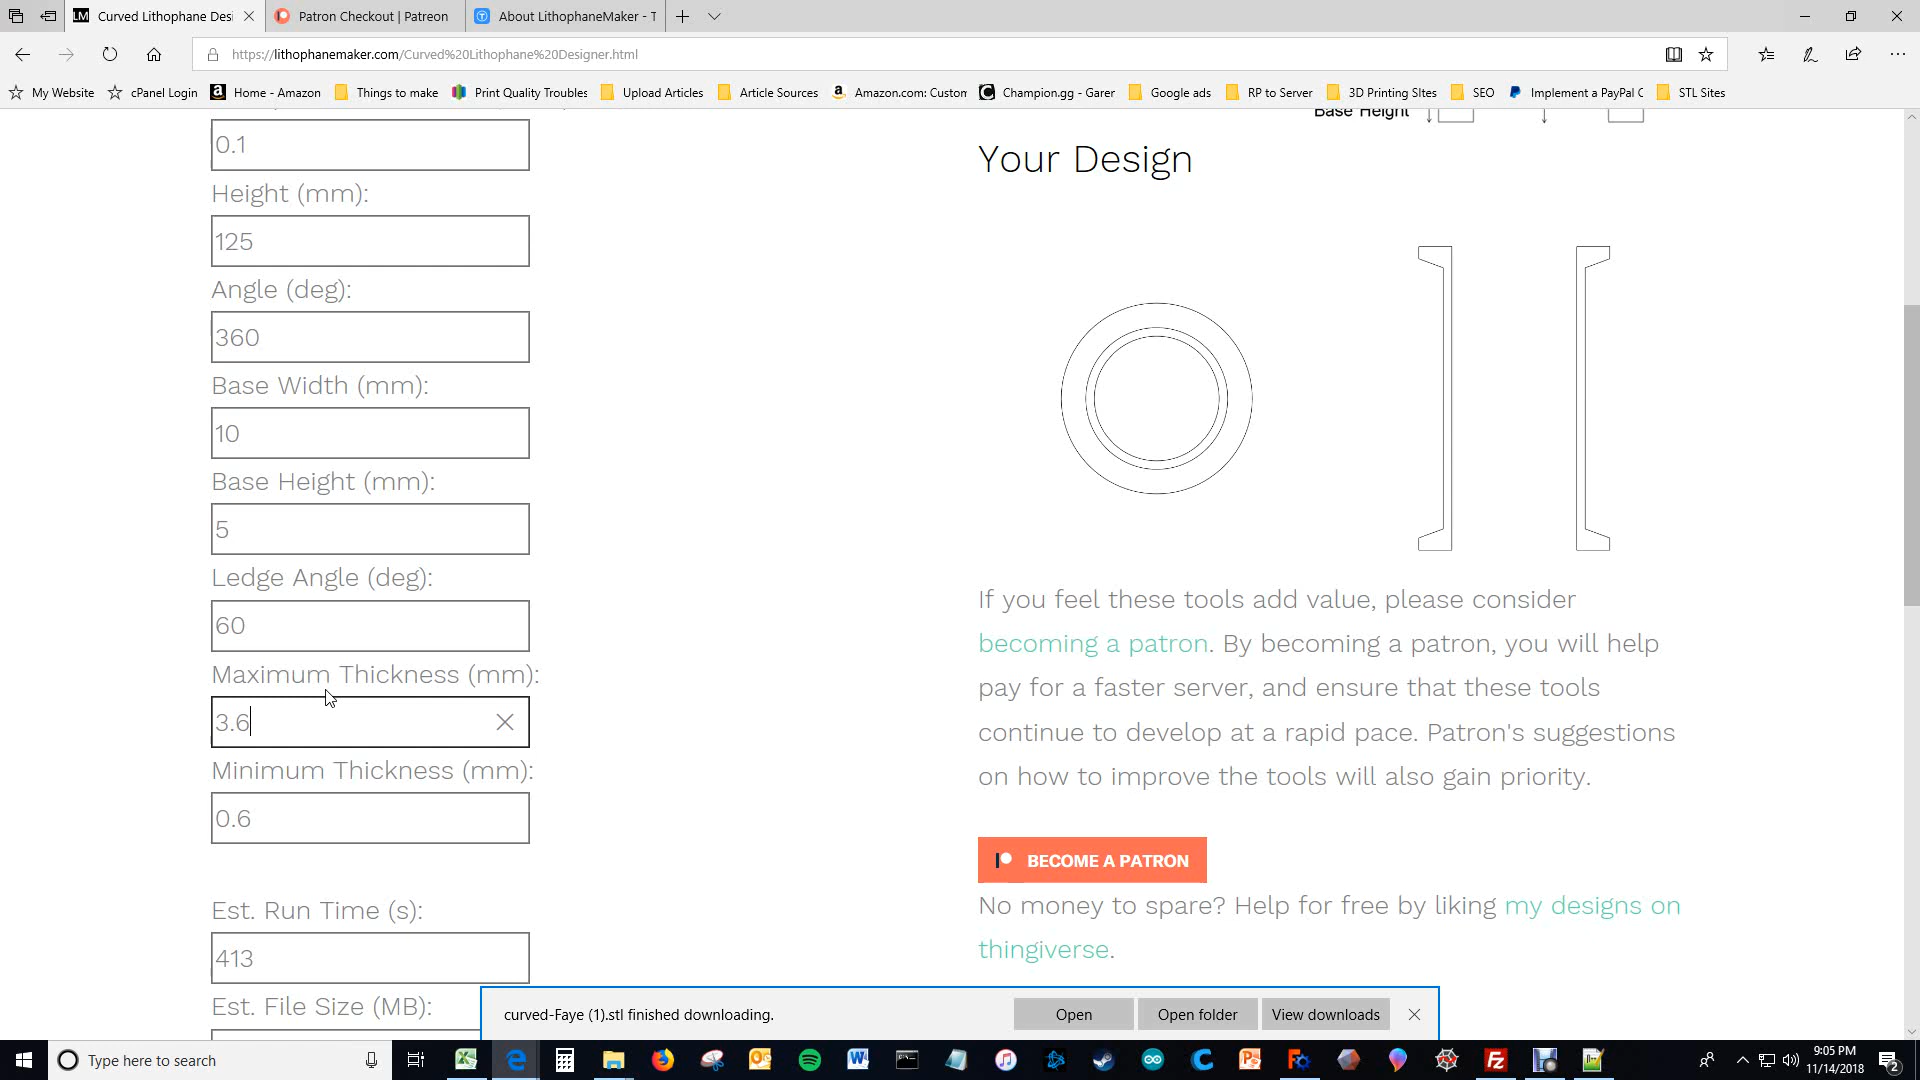 Curved Lithophane Desi
Patron Checkout | Patreon
About LithophaneMaker - T
https://lithophanemaker.com/Curved%20Lithophane%20Designer.html
My Website
cPanel Login
Home - Amazon
Things to make
Print Quality Troubles
Upload Articles
Article Sources
Amazon.com: Custom
Champion.gg - Garer
Google ads
RP to Server
3D Printing SItes
SEO
Implement a PayPal C
STL Sites
0.1
Height (mm):
125
Angle (deg):
360
Base Width (mm):
10
Base Height (mm):
5
Ledge Angle (deg):
60
Maximum Thickness (mm):
3.6
Minimum Thickness (mm):
0.6
Est. Run Time (s):
413
Est. File Size (MB):
Base Height
Your Design
If you feel these tools add value, please consider
becoming a patron. By becoming a patron, you will help
pay for a faster server, and ensure that these tools
continue to develop at a rapid pace. Patron's suggestions
on how to improve the tools will also gain priority.
BECOME A PATRON
No money to spare? Help for free by liking my designs on
thingiverse.
curved-Faye (1).stl finished downloading.
Open
Open folder
View downloads
Type here to search
9:05 PM
11/14/2018
2